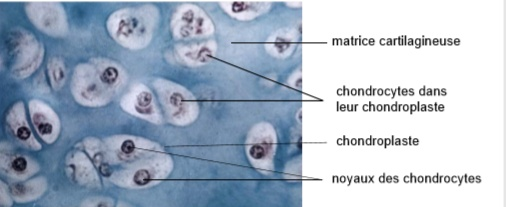 matrice cartilagineuse
chondrocytes dans
leur chondroplaste
chondroplaste
noyaux des chondrocytes